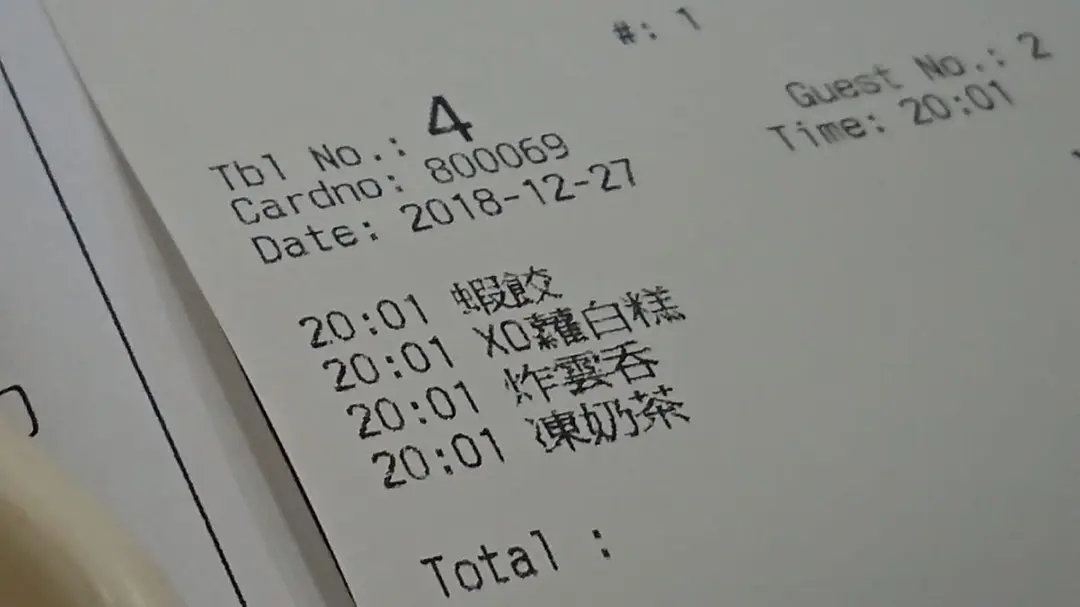 #: 1
Guest No.: 2
Tbl No.: 4
Time: 20:01
Cardno: 800069
Date: 2018-12-27
20:01 蝦餃
20:01 XO蘿白糕
20:01 炸雲吞
20:01 凍奶茶
Total :